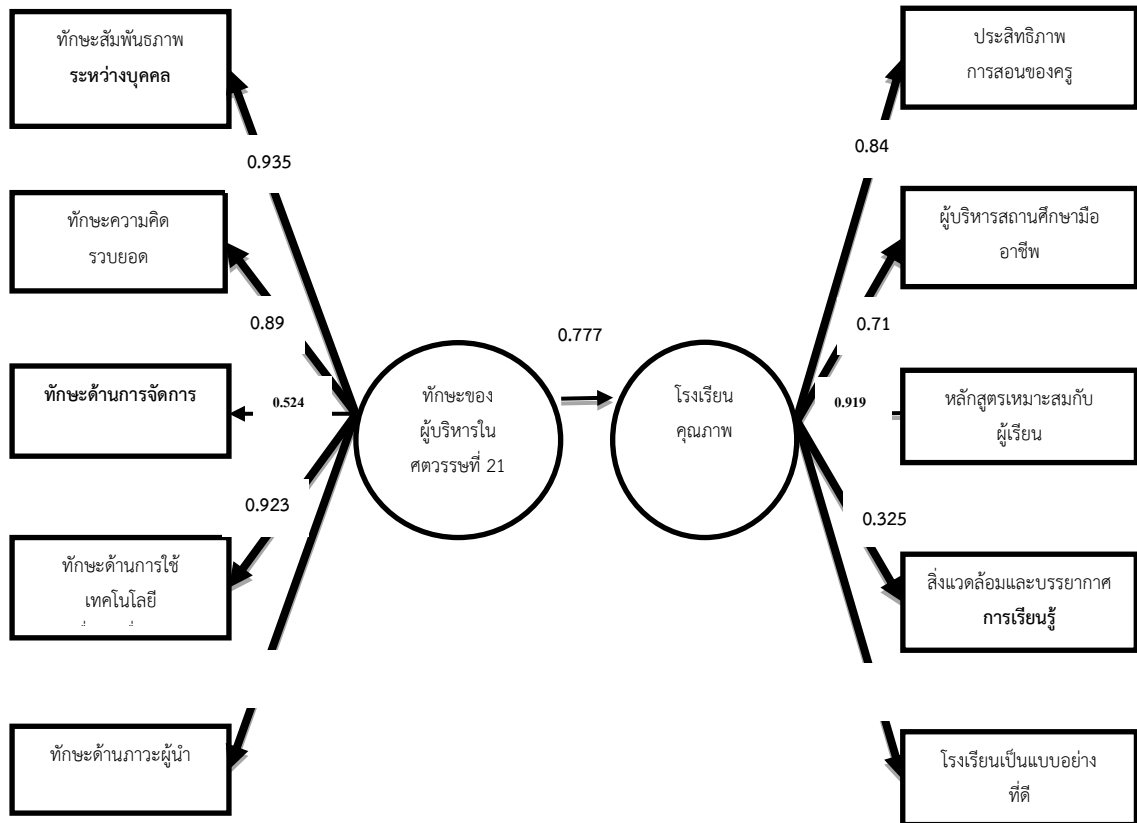 ทักษะสัมพันธภาพ
ระหว่างบุคคล
ประสิทธิภาพ
การสอนของครู
0.935
0.84
ทักษะความคิด
รวบยอด
ผู้บริหารสถานศึกษามือ
อาชีพ
0.89
0.777
0.71
ทักษะด้านการจัดการ
0.524
ทักษะของ
ผู้บริหารใน
ศตวรรษที่ 21
โรงเรียน
คุณภาพ
0.919
หลักสูตรเหมาะสมกับ
ผู้เรียน
0.923
0.325
ทักษะด้านการใช้
เทคโนโลยี
สิ่งแวดล้อมและบรรยากาศ
การเรียนรู้
ทักษะด้านภาวะผู้นำ
โรงเรียนเป็นแบบอย่าง
ที่ดี